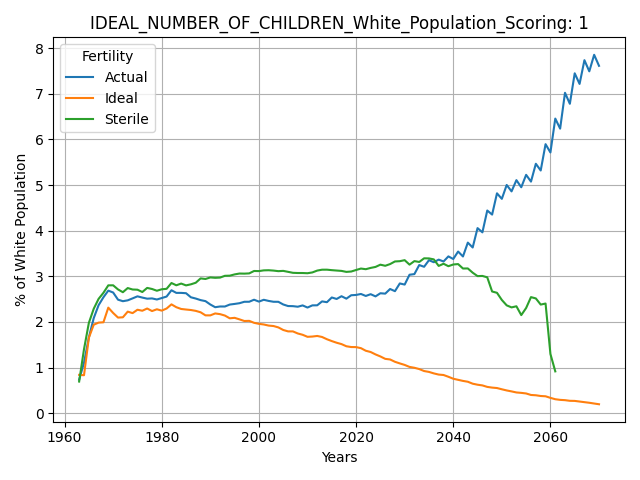 IDEAL_NUMBER_OF_CHILDREN_White_Population_Scoring: 1
Fertility
Actual
Ideal
Sterile
% of White Population
8
7
6
5
4
3
2
1
0
1960
1980
2000
2020
2040
2060
Years